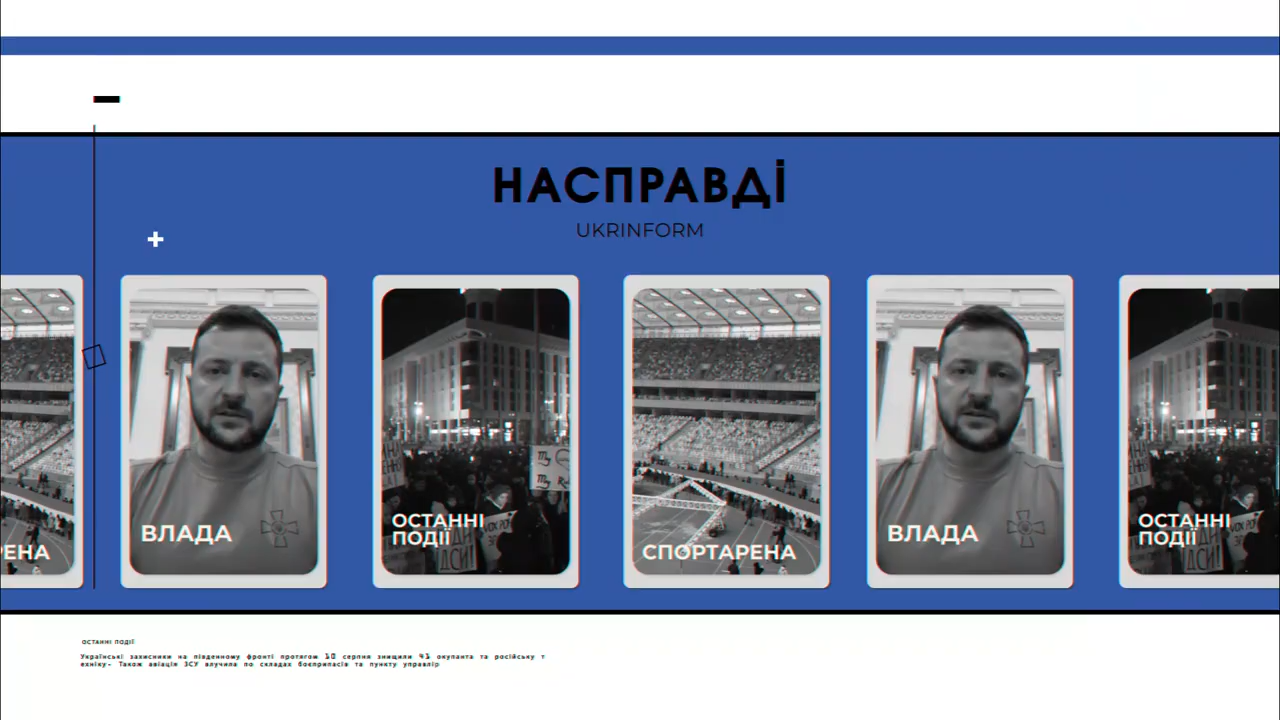 НАСПРАВДі
UKRINFORM
РЕНА
ВЛАДА
ОСТАННІ
ПОДІЇ
СПОРТАРЕНА
ВЛАДА
ОСТАННІ
ПОДІЇ
ОСТАННІ ПОДІЇ
Українські захисники на південному фронті протягом 10 серпня знищили 41 окупанта та російську т
ехніку. Також авіація ЗСУ влучила по складах боєприпасів та пункту управлір